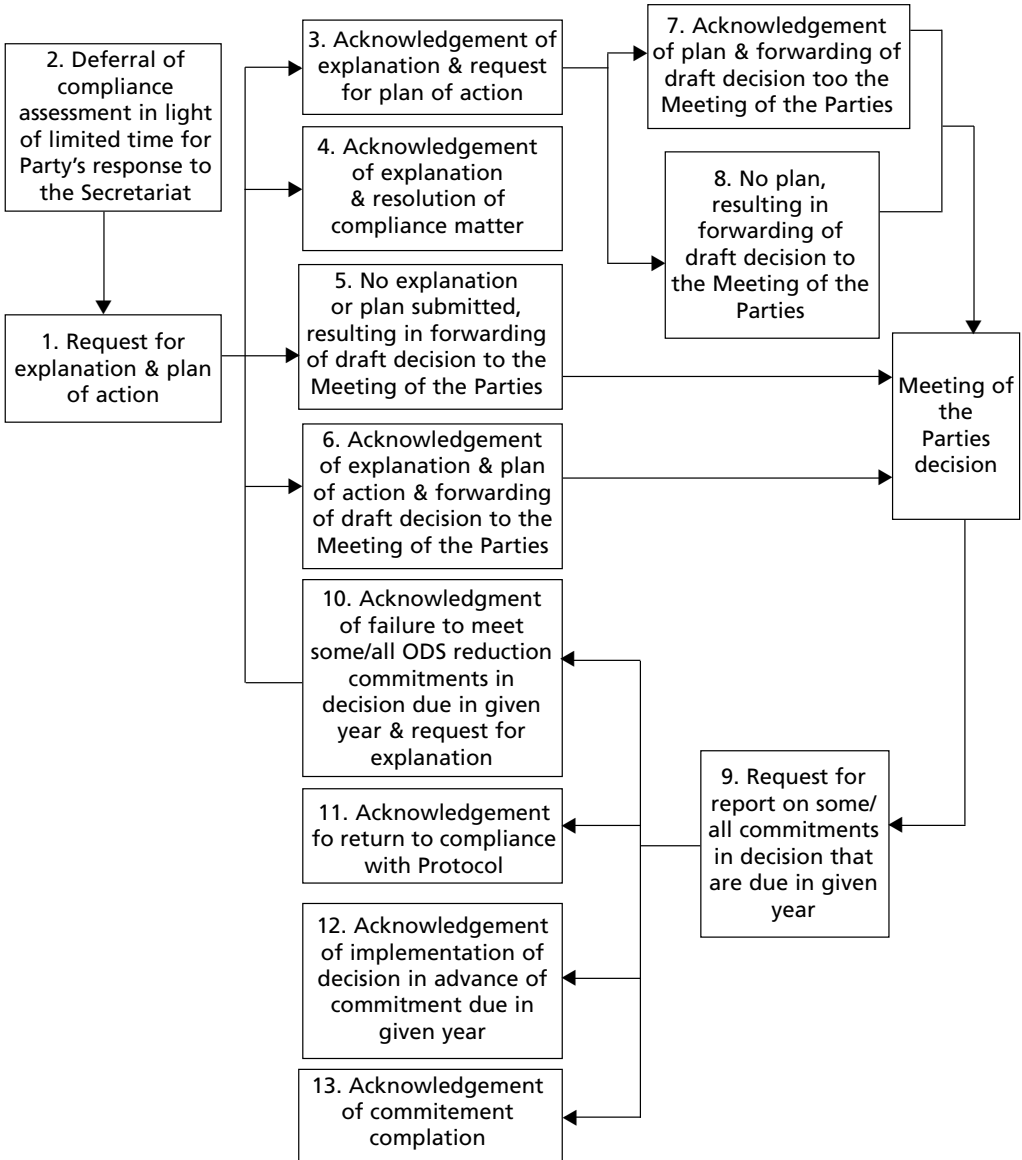 2. Deferral of
compliance
assessment in light
of limited time for
Party's response to
the Secretariat
1. Request for
explanation & plan
of action
3. Acknowledgement of
explanation & request
for plan of action
4. Acknowledgement
of explanation
& resolution of
compliance matter
5. No explanation
or plan submitted,
resulting in forwarding
of draft decision to the
Meeting of the Parties
6. Acknowledgement
of explanation & plan
of action & forwarding
of draft decision to the
Meeting of the Parties
7. Acknowledgement
of plan & forwarding of
draft decision too the
Meeting of the Parties
8. No plan,
resulting in
forwarding of
draft decision to
the Meeting of the
Parties
Meeting of
the
Parties
decision
9. Request for
report on some/
all commitments
in decision that
are due in given
year
10. Acknowledgment
of failure to meet
some/all ODS reduction
commitments in
decision due in given
year & request for
explanation
11. Acknowledgement
fo return to compliance
with Protocol
12. Acknowledgement
of implementation of
decision in advance of
commitment due in
given year
13. Acknowledgement
of commitement
complation